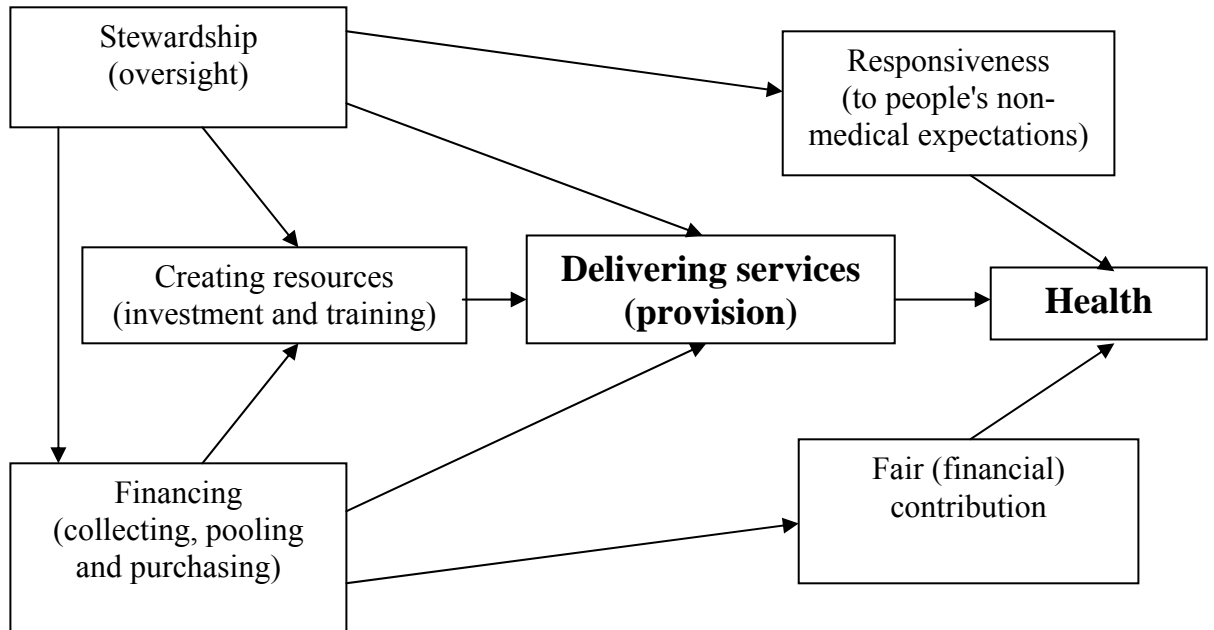 Stewardship
(oversight)
Responsiveness
(to people's non-
medical expectations)
Creating resources
(investment and training)
Delivering services
(provision)
Health
Financing
(collecting, pooling
and purchasing)
Fair (financial)
contribution